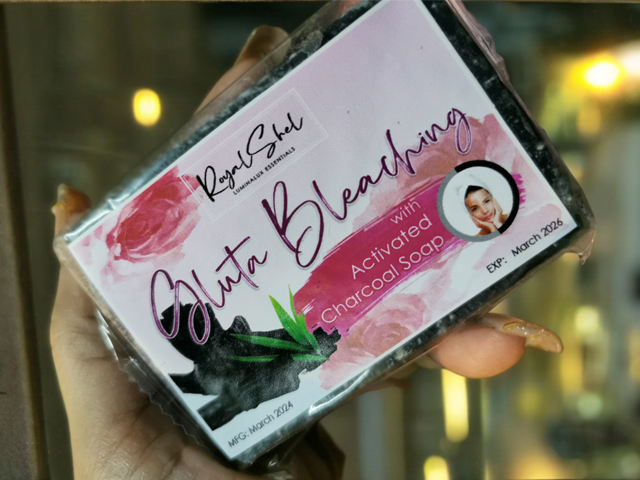 RoyalShel
LUMINALUX ESSENTIALS
Gluta Bleaching
with
Activated
Charcoal Soap
EXP: March 2026
MFG: March 2024